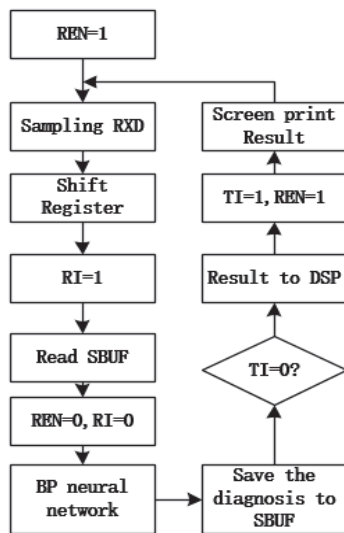 REN=1
Sampling RXD
Shift
Register
RI=1
Read SBUF
REN=0,RI=0
BP neural
network
Save the
diagnosis to
SBUF
TI=0?
Result to DSP
TI=1,REN=1
Screen print
Result